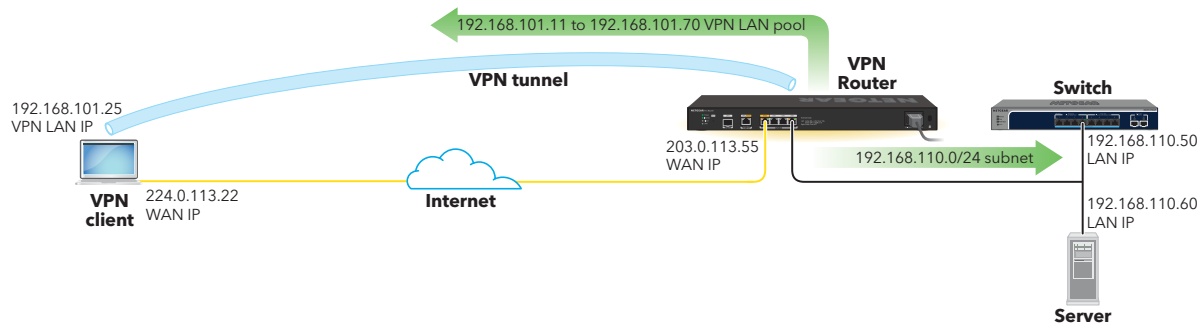 192.168.101.11 to 192.168.101.70 VPN LAN pool
VPN tunnel
VPN
Router
Switch
192.168.101.25
VPN LAN IP
NETGEAR
203.0.113.55
WAN IP
192.168.110.0/24 subnet
192.168.110.50
LAN IP
224.0.113.22
WAN IP
VPN
client
Internet
192.168.110.60
LAN IP
Server